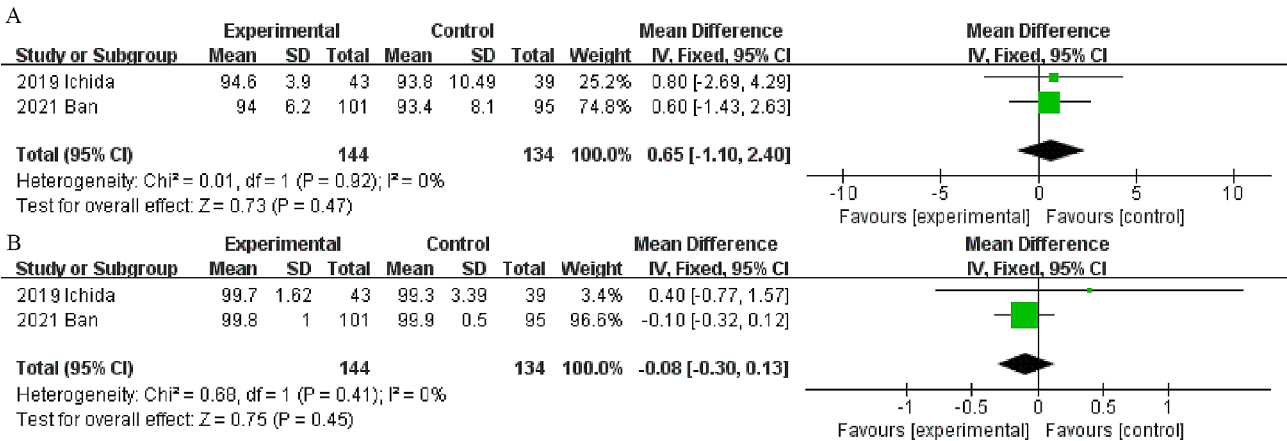 A
Experimental Control Mean Difference Mean Difference
Study or Subgroup Mean SD Total Mean SD Total Weight IV, Fixed, 95% CI IV, Fixed, 95% CI
2019 Ichida 94.6 3.9 43 93.8 10.49 39 25.2% 0.80 [-2.69, 4.29]
2021 Ban 94 6.2 101 93.4 8.1 95 74.8% 0.60 [-1.43, 2.63]
Total (95% CI) 144 134 100.0% 0.65 [-1.10, 2.40]
Heterogeneity: Chi² = 0.01, df = 1 (P = 0.92); I² = 0%
Test for overall effect: Z = 0.73 (P = 0.47)
-10 -5 0 5 10
Favours [experimental] Favours [control]
B
Experimental Control Mean Difference Mean Difference
Study or Subgroup Mean SD Total Mean SD Total Weight IV, Fixed, 95% CI IV, Fixed, 95% CI
2019 Ichida 99.7 1.62 43 99.3 3.39 39 3.4% 0.40 [-0.77, 1.57]
2021 Ban 99.8 1 101 99.9 0.5 95 96.6% -0.10 [-0.32, 0.12]
Total (95% CI) 144 134 100.0% -0.08 [-0.30, 0.13]
Heterogeneity: Chi² = 0.68, df = 1 (P = 0.41); I² = 0%
Test for overall effect: Z = 0.75 (P = 0.45)
-1 -0.5 0 0.5 1
Favours [experimental] Favours [control]